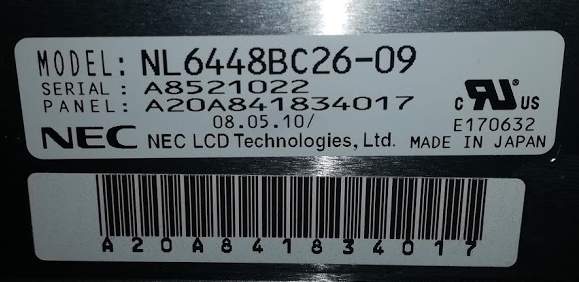 MODEL: NL6448BC26-09
SERIAL : A8521022
PANEL: A20A841834017
08.05.10/
c RU US
E170632
NEC NEC LCD Technologies, Ltd. MADE IN JAPAN
A20A841834017